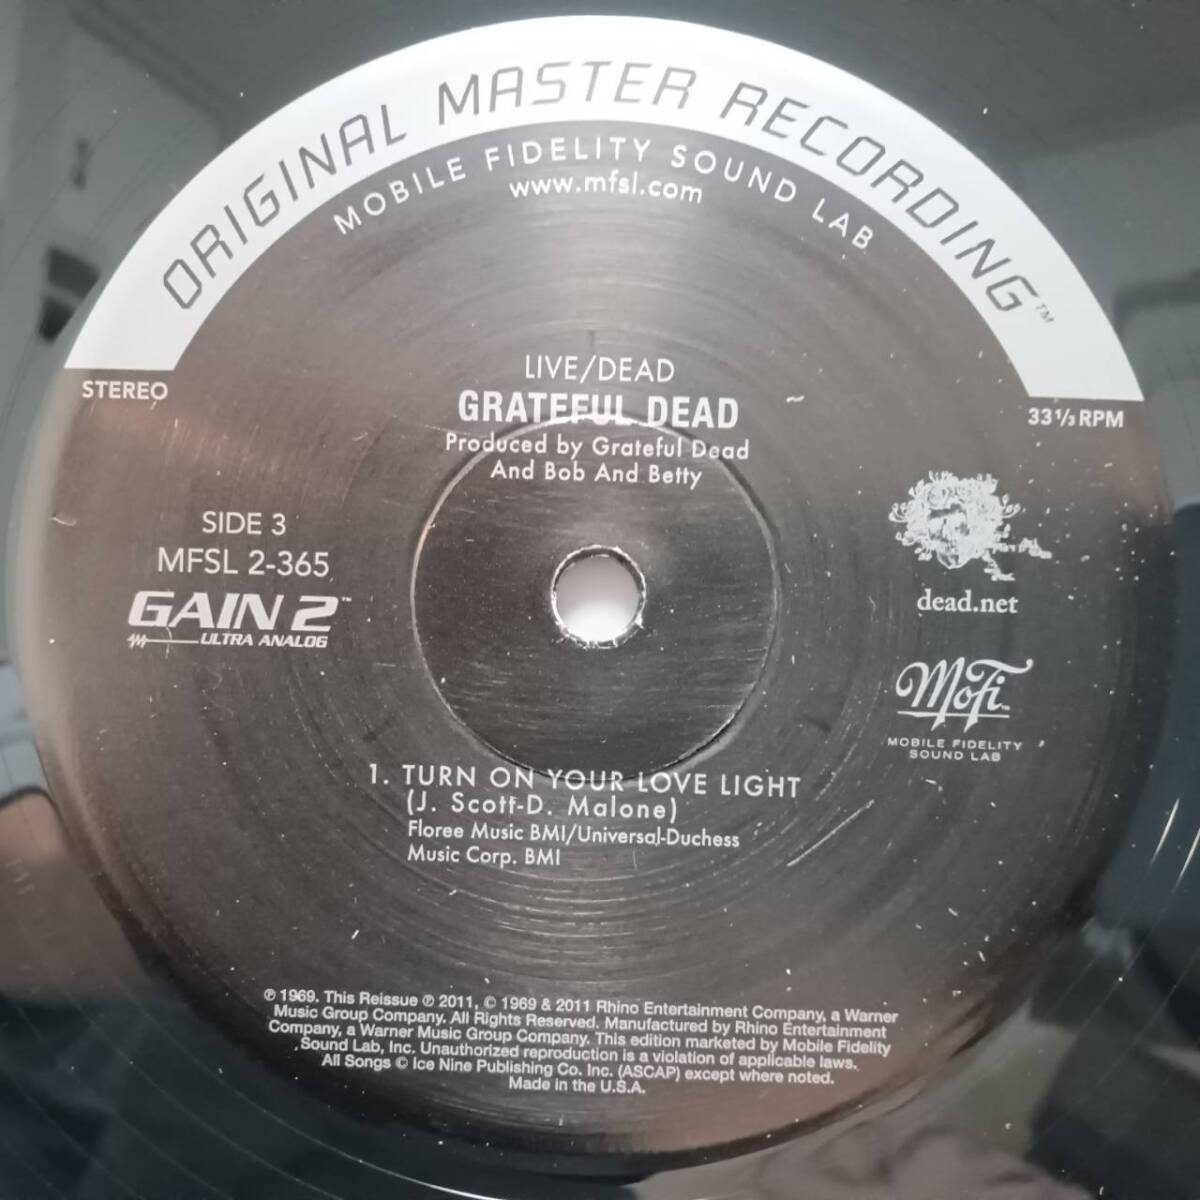 ORIGINAL MASTER RECORDING™
MOBILE FIDELITY SOUND LAB
www.mfsl.com
STEREO
33⅓ RPM
LIVE/DEAD
GRATEFUL DEAD
Produced by Grateful Dead
And Bob And Betty
SIDE 3
MFSL 2-365
GAIN 2™
ULTRA ANALOG
dead.net
MoFi™
MOBILE FIDELITY
SOUND LAB
1. TURN ON YOUR LOVE LIGHT
(J. Scott-D. Malone)
Floree Music BMI/Universal-Duchess
Music Corp. BMI
℗ 1969. This Reissue ℗ 2011, © 1969 & 2011 Rhino Entertainment Company, a Warner
Music Group Company. All Rights Reserved. Manufactured by Rhino Entertainment
Company, a Warner Music Group Company. This edition marketed by Mobile Fidelity
Sound Lab, Inc. Unauthorized reproduction is a violation of applicable laws.
All Songs © Ice Nine Publishing Co. Inc. (ASCAP) except where noted.
Made in the U.S.A.